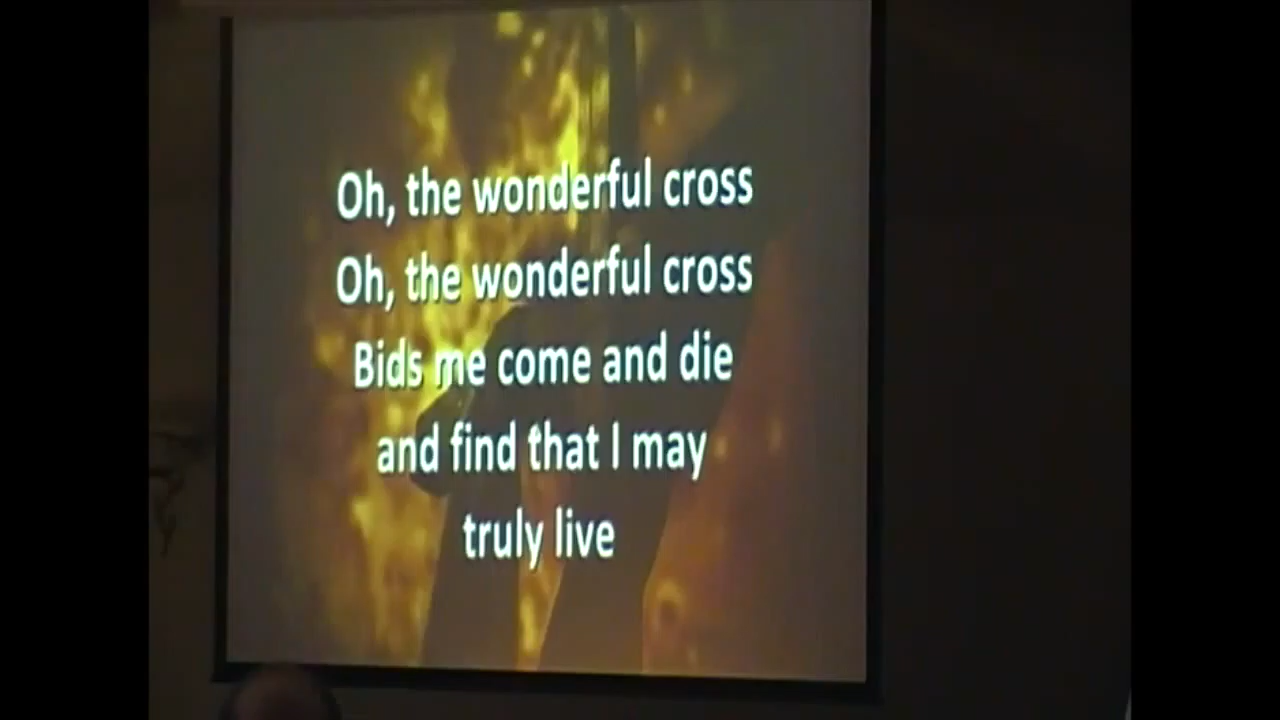 Oh, the wonderful cross
Oh, the wonderful cross
Bids me come and die
and find that I may
truly live